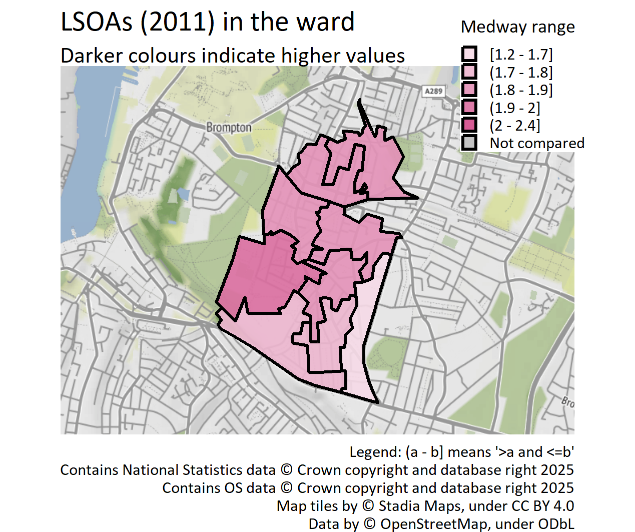 LSOAs (2011) in the ward
Darker colours indicate higher values
Medway range
[1.2 - 1.7]
(1.7 - 1.8]
(1.8 - 1.9]
(1.9 - 2]
(2 - 2.4]
Not compared
A289
Brompton
Bro
Legend: (a - b] means '>a and <=b'
Contains National Statistics data © Crown copyright and database right 2025
Contains OS data © Crown copyright and database right 2025
Map tiles by © Stadia Maps, under CC BY 4.0
Data by © OpenStreetMap, under ODbL